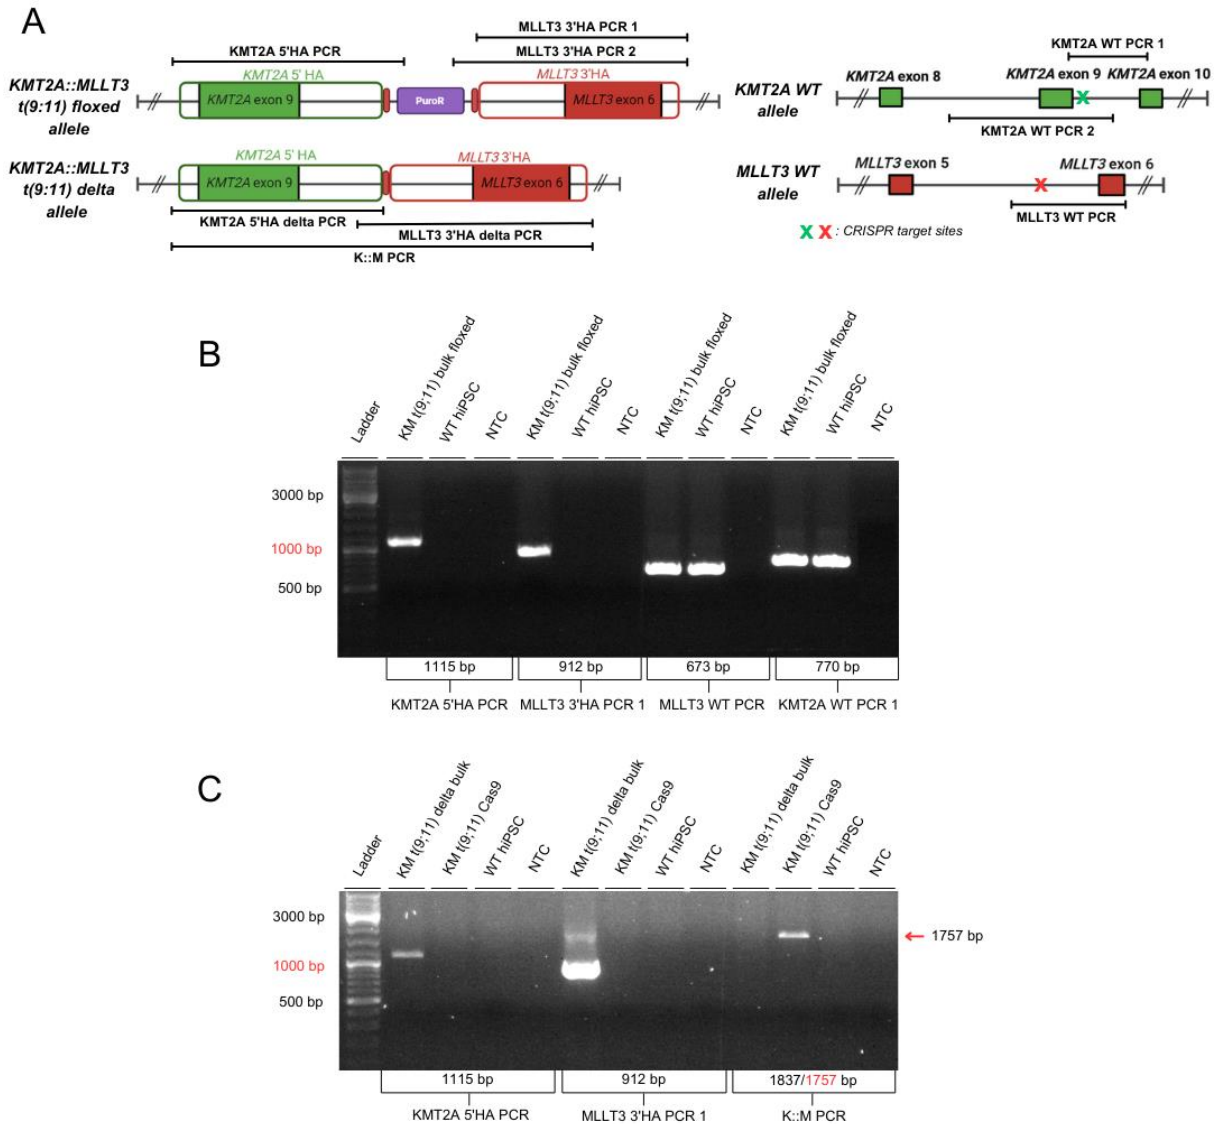 A
MLLT3 3'HA PCR 1
KMT2A 5'HA PCR
MLLT3 3'HA PCR 2
KMT2A::MLLT3
t(9:11) floxed
allele
KMT2A 5' HA
KMT2A exon 9
PuroR
MLLT3 3'HA
MLLT3 exon 6
KMT2A::MLLT3
t(9:11) delta
allele
KMT2A 5' HA
KMT2A exon 9
MLLT3 3'HA
MLLT3 exon 6
KMT2A 5'HA delta PCR
MLLT3 3'HA delta PCR
K::M PCR
KMT2A WT PCR 1
KMT2A WT
allele
KMT2A exon 8
KMT2A exon 9
KMT2A exon 10
X
KMT2A WT PCR 2
MLLT3 WT
allele
MLLT3 exon 5
MLLT3 exon 6
X
MLLT3 WT PCR
X X : CRISPR target sites
B
Ladder
KM t(9;11) bulk floxed
WT hiPSC
NTC
KM t(9;11) bulk floxed
WT hiPSC
NTC
KM t(9;11) bulk floxed
WT hiPSC
NTC
KM t(9;11) bulk floxed
WT hiPSC
NTC
3000 bp
1000 bp
500 bp
1115 bp
912 bp
673 bp
770 bp
KMT2A 5'HA PCR
MLLT3 3'HA PCR 1
MLLT3 WT PCR
KMT2A WT PCR 1
C
Ladder
KM t(9;11) delta bulk
KM t(9;11) Cas9
WT hiPSC
NTC
KM t(9;11) delta bulk
KM t(9;11) Cas9
WT hiPSC
NTC
KM t(9;11) delta bulk
KM t(9;11) Cas9
WT hiPSC
NTC
3000 bp
1000 bp
500 bp
1757 bp
1115 bp
912 bp
1837/1757 bp
KMT2A 5'HA PCR
MLLT3 3'HA PCR 1
K::M PCR